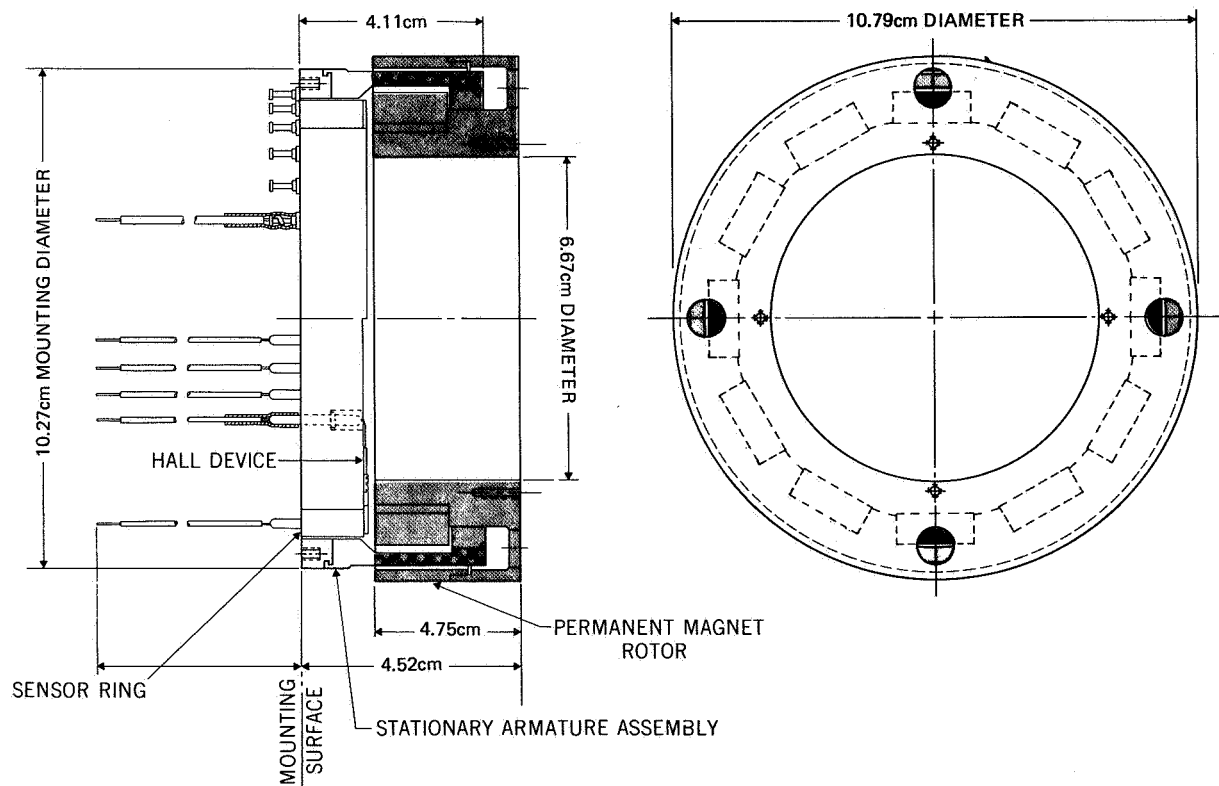 4.11cm
10.79cm DIAMETER
10.27cm MOUNTING DIAMETER
6.67cm DIAMETER
HALL DEVICE
4.75cm
4.52cm
PERMANENT MAGNET
ROTOR
SENSOR RING
MOUNTING
SURFACE
STATIONARY ARMATURE ASSEMBLY